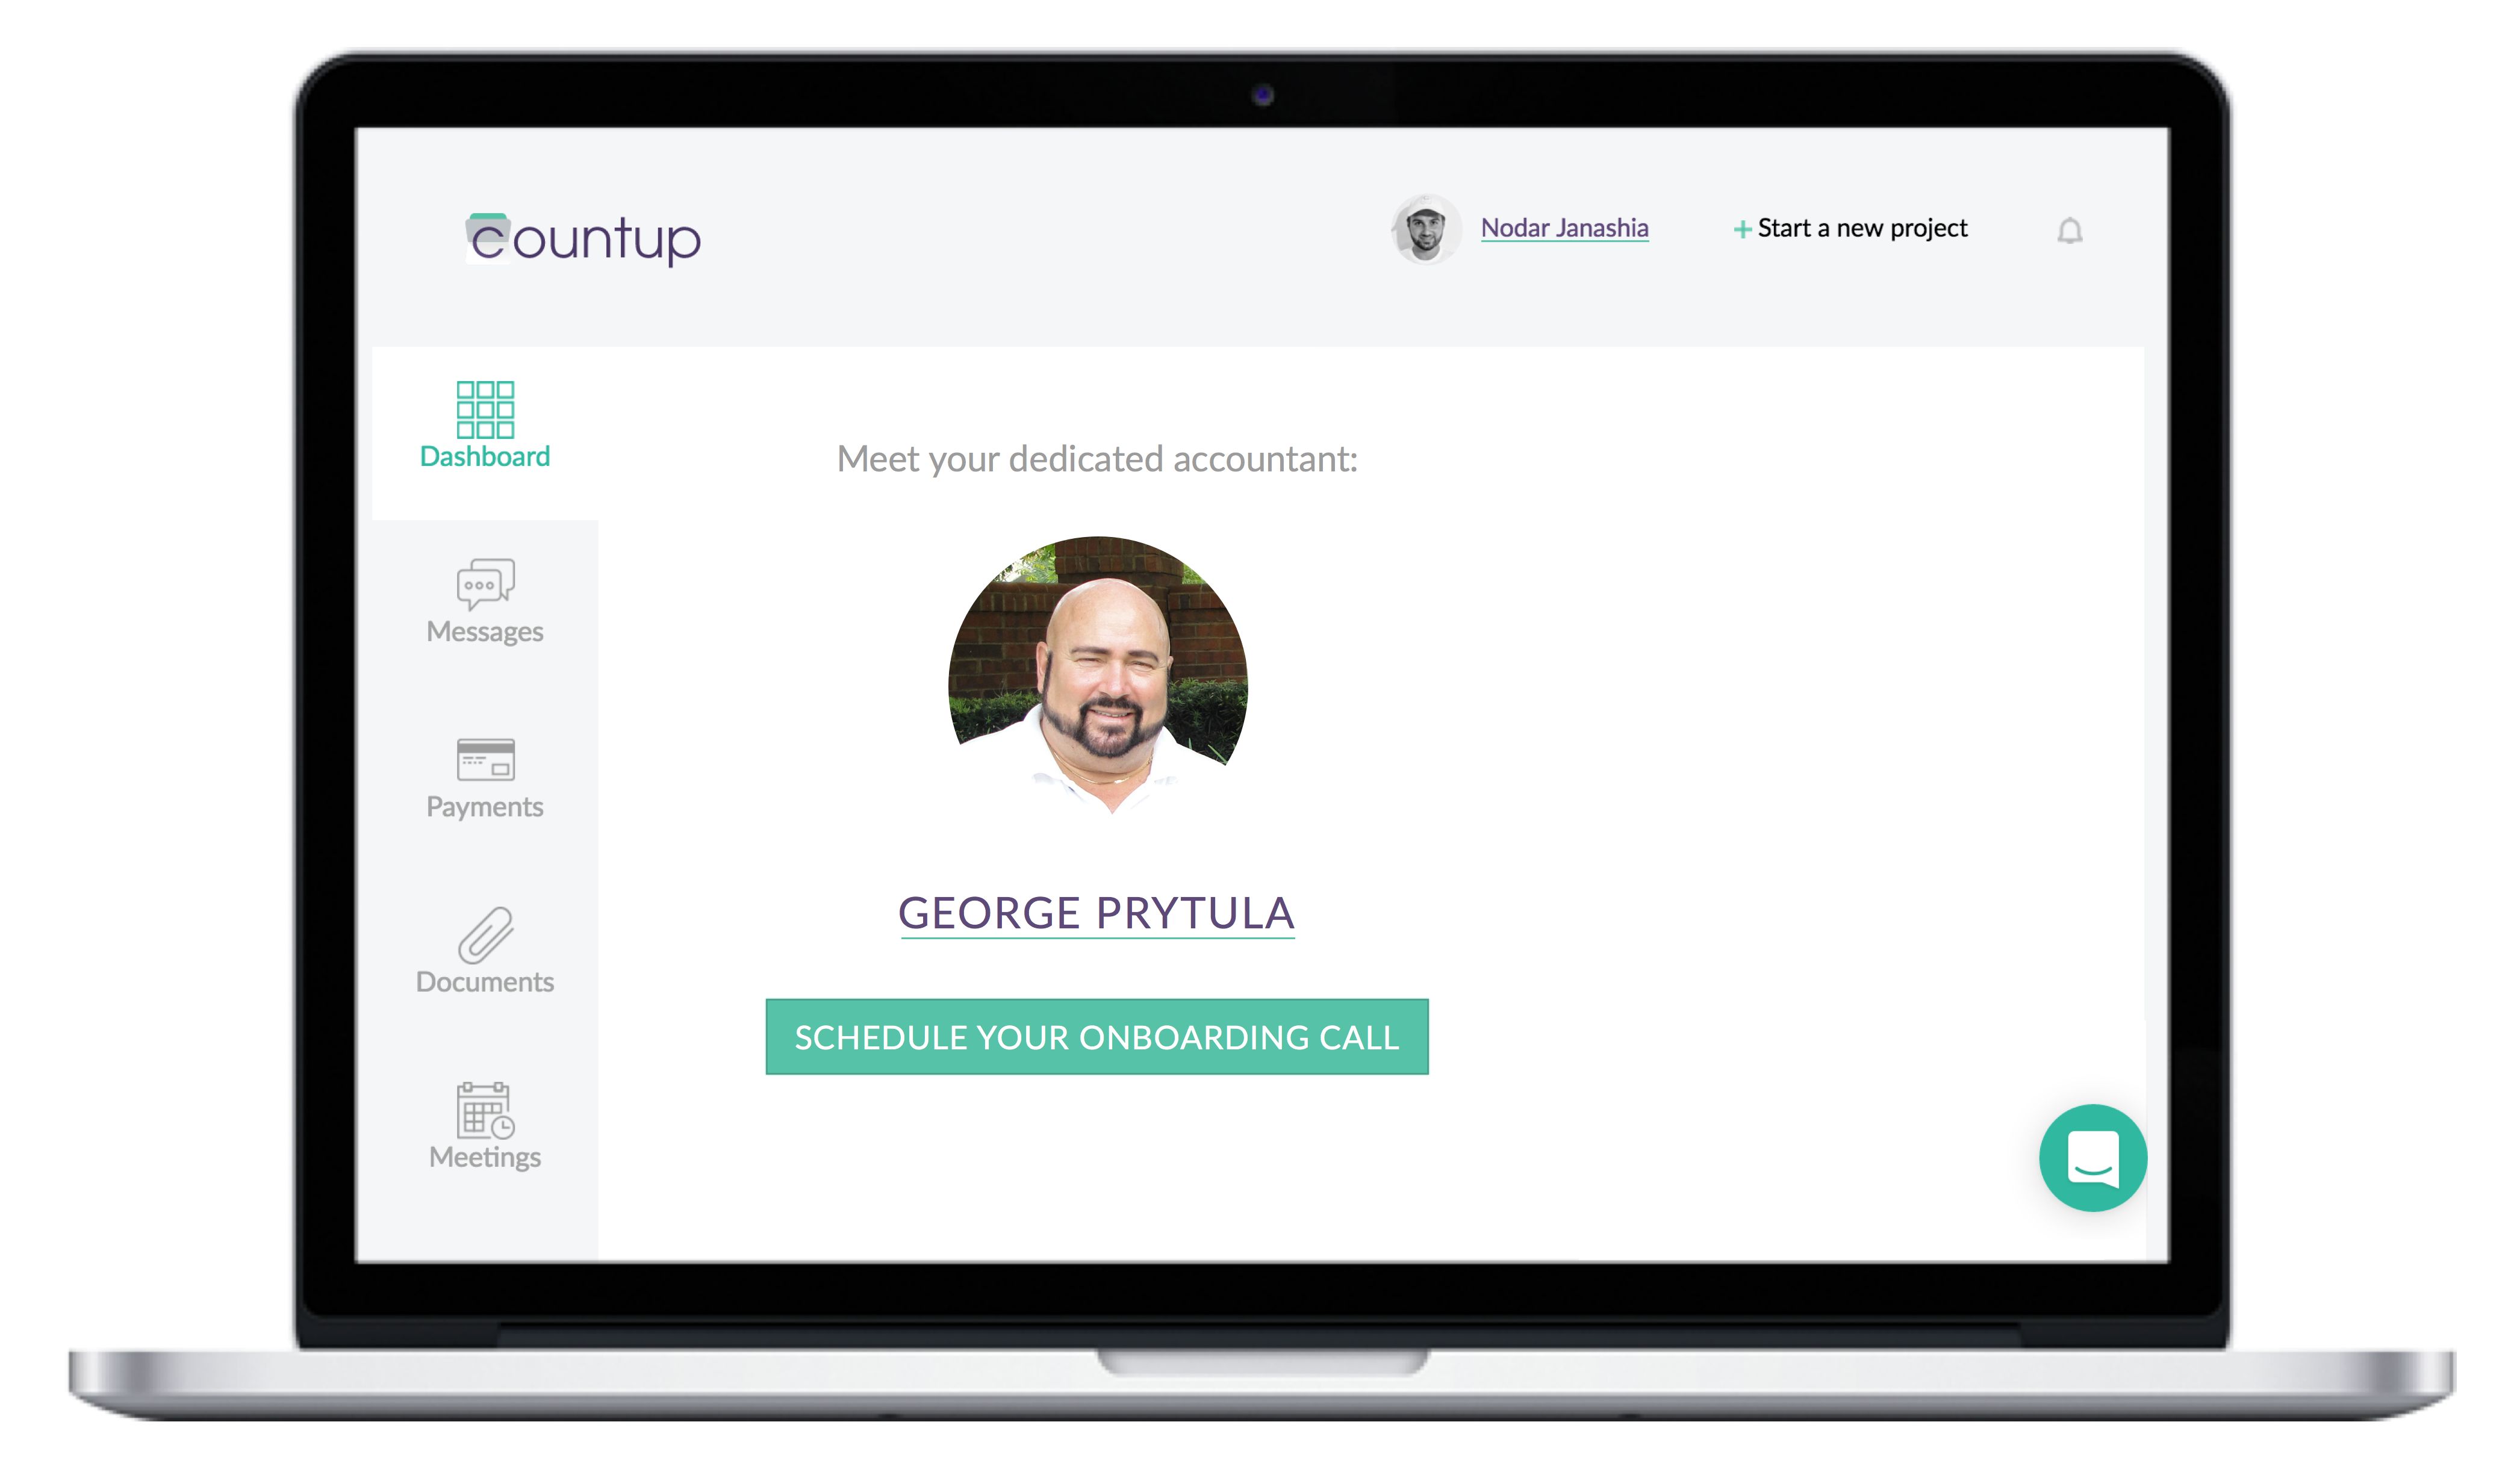 countup
Nodar Janashia
+ Start a new project
Dashboard
Meet your dedicated accountant:
Messages
Payments
GEORGE PRYTULA
Documents
SCHEDULE YOUR ONBOARDING CALL
Meetings